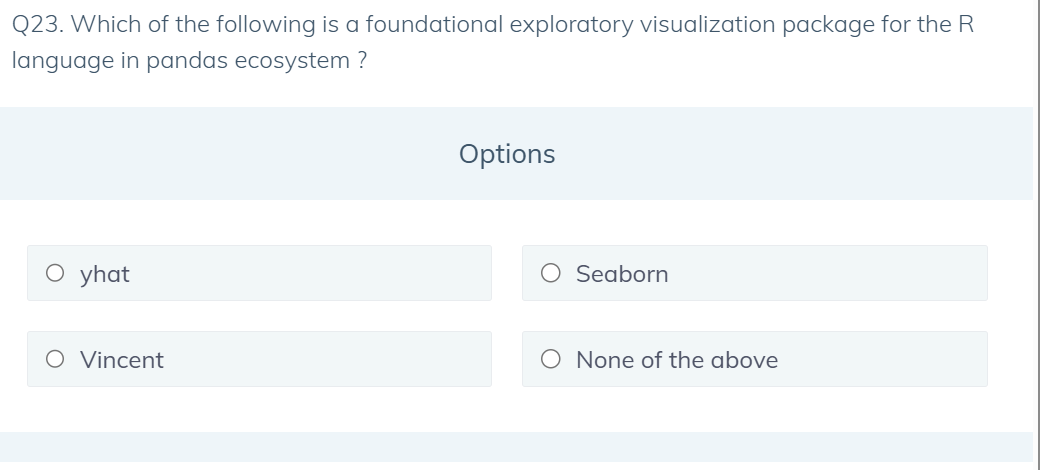 Q23. Which of the following is a foundational exploratory visualization package for the R
language in pandas ecosystem ?
Options
yhat
Seaborn
Vincent
None of the above